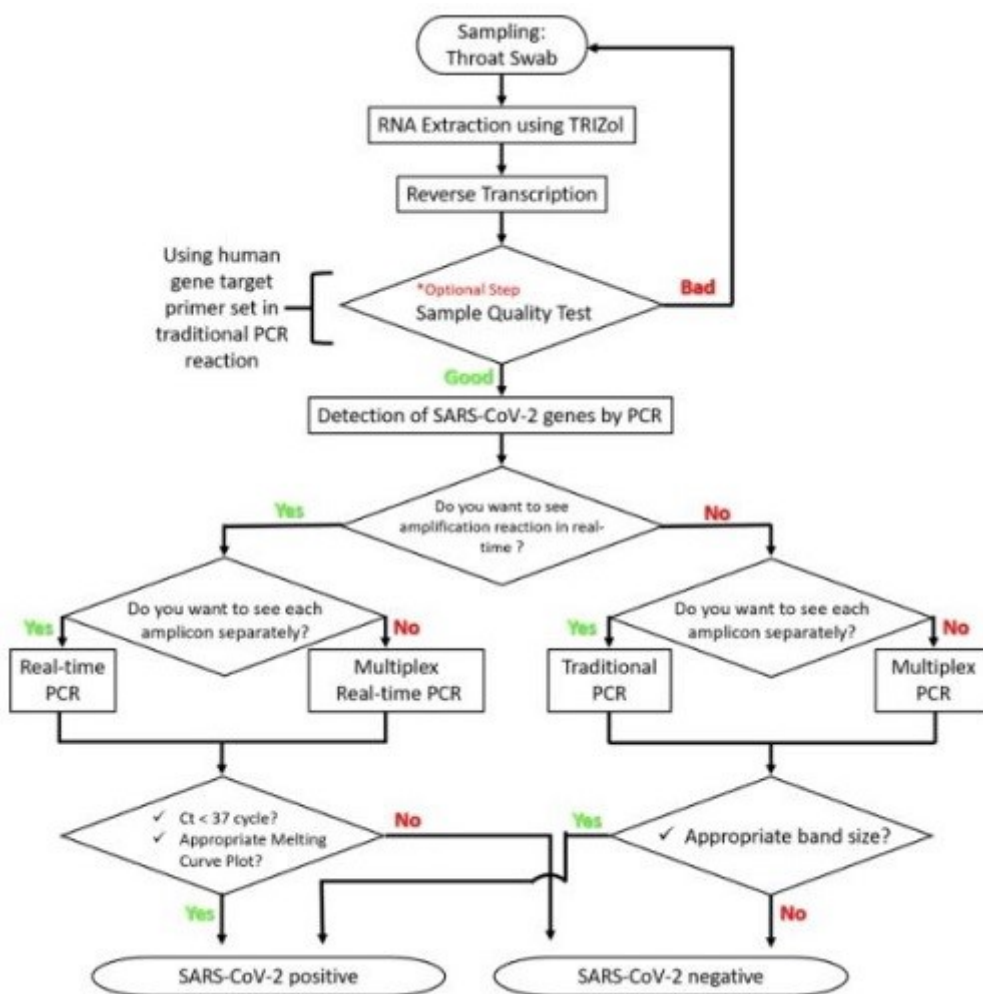 Sampling:
Throat Swab
RNA Extraction using TRIZol
Reverse Transcription
Using human
gene target
primer set in
traditional PCR
reaction
*Optional Step
Sample Quality Test
Bad
Good
Detection of SARS-CoV-2 genes by PCR
Do you want to see
amplification reaction in real-
time ?
Yes
No
Do you want to see each
amplicon separately?
Yes
No
Real-time
PCR
Multiplex
Real-time PCR
Do you want to see each
amplicon separately?
Yes
No
Traditional
PCR
Multiplex
PCR
✓ Ct < 37 cycle?
✓ Appropriate Melting
Curve Plot?
No
Yes
Yes
✓ Appropriate band size?
No
SARS-CoV-2 positive
SARS-CoV-2 negative